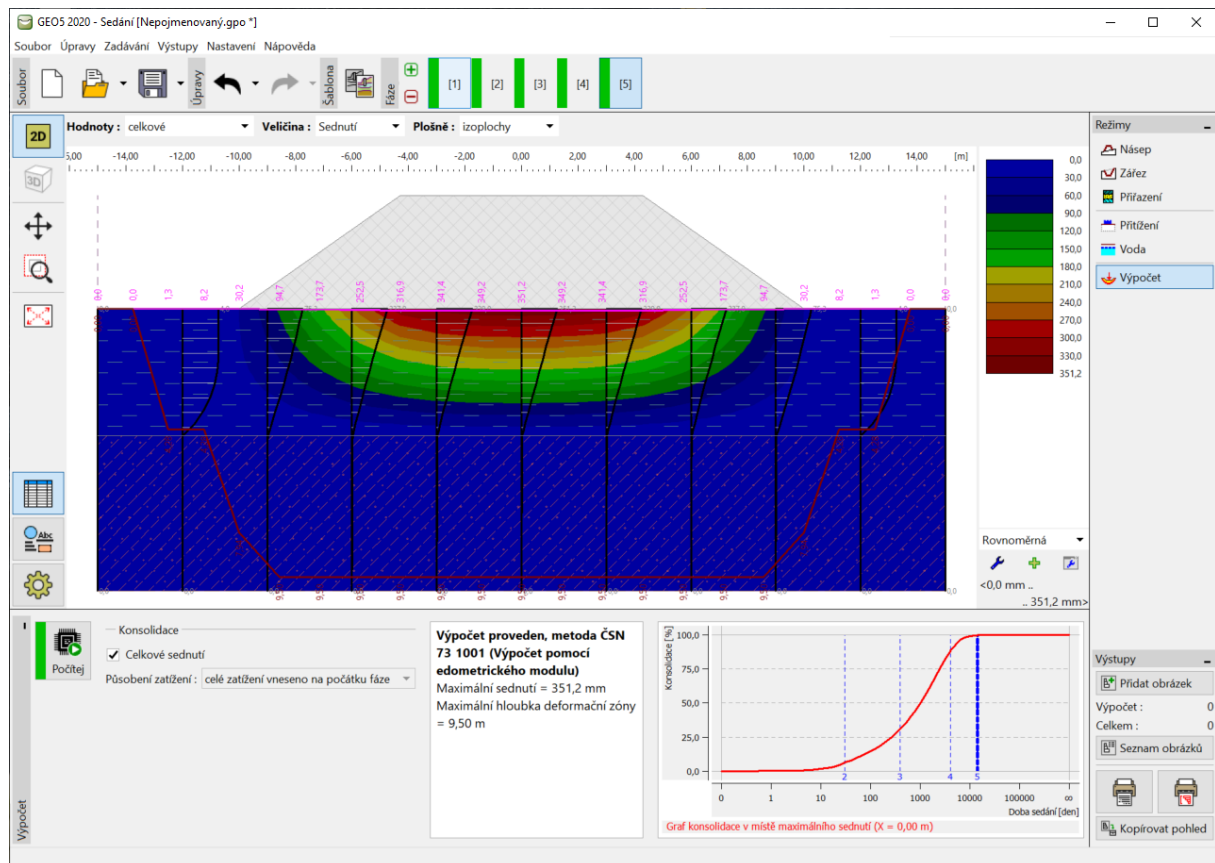 GEO5 2020 - Sedání [Nepojmenovaný.gpo *]
Soubor Úpravy Zadávání Výstupy Nastavení Nápověda
Soubor
Úpravy
Šablona
Fáze
[1] [2] [3] [4] [5]
2D
3D
Hodnoty : celkové Veličina : Sednutí Plošně : izoplochy
-14,00 -12,00 -10,00 -8,00 -6,00 -4,00 -2,00 0,00 2,00 4,00 6,00 8,00 10,00 12,00 14,00 [m]
0,0 0,0 1,3 8,2 30,2 94,7 173,7 252,5 316,9 341,4 349,2 351,2 349,2 341,4 316,9 252,5 173,7 94,7 30,2 8,2 1,3 0,0 0,0
0,0
30,0
60,0
90,0
120,0
150,0
180,0
210,0
240,0
270,0
300,0
330,0
351,2
Rovnoměrná
<0,0 mm ..
.. 351,2 mm>
Režimy
Násep
Zářez
Přiřazení
Přitížení
Voda
Výpočet
Výpočet
Počítej
Konsolidace
Celkové sednutí
Působení zatížení : celé zatížení vneseno na počátku fáze
Výpočet proveden, metoda ČSN
73 1001 (Výpočet pomocí
edometrického modulu)
Maximální sednutí = 351,2 mm
Maximální hloubka deformační zóny
= 9,50 m
Konsolidace [%]
100,0
75,0
50,0
25,0
0,0
2 3 4 5
0 1 10 100 1000 10000 100000 ∞
Doba sedání [den]
Graf konsolidace v místě maximálního sednutí (X = 0,00 m)
Výstupy
Přidat obrázek
Výpočet : 0
Celkem : 0
Seznam obrázků
Kopírovat pohled